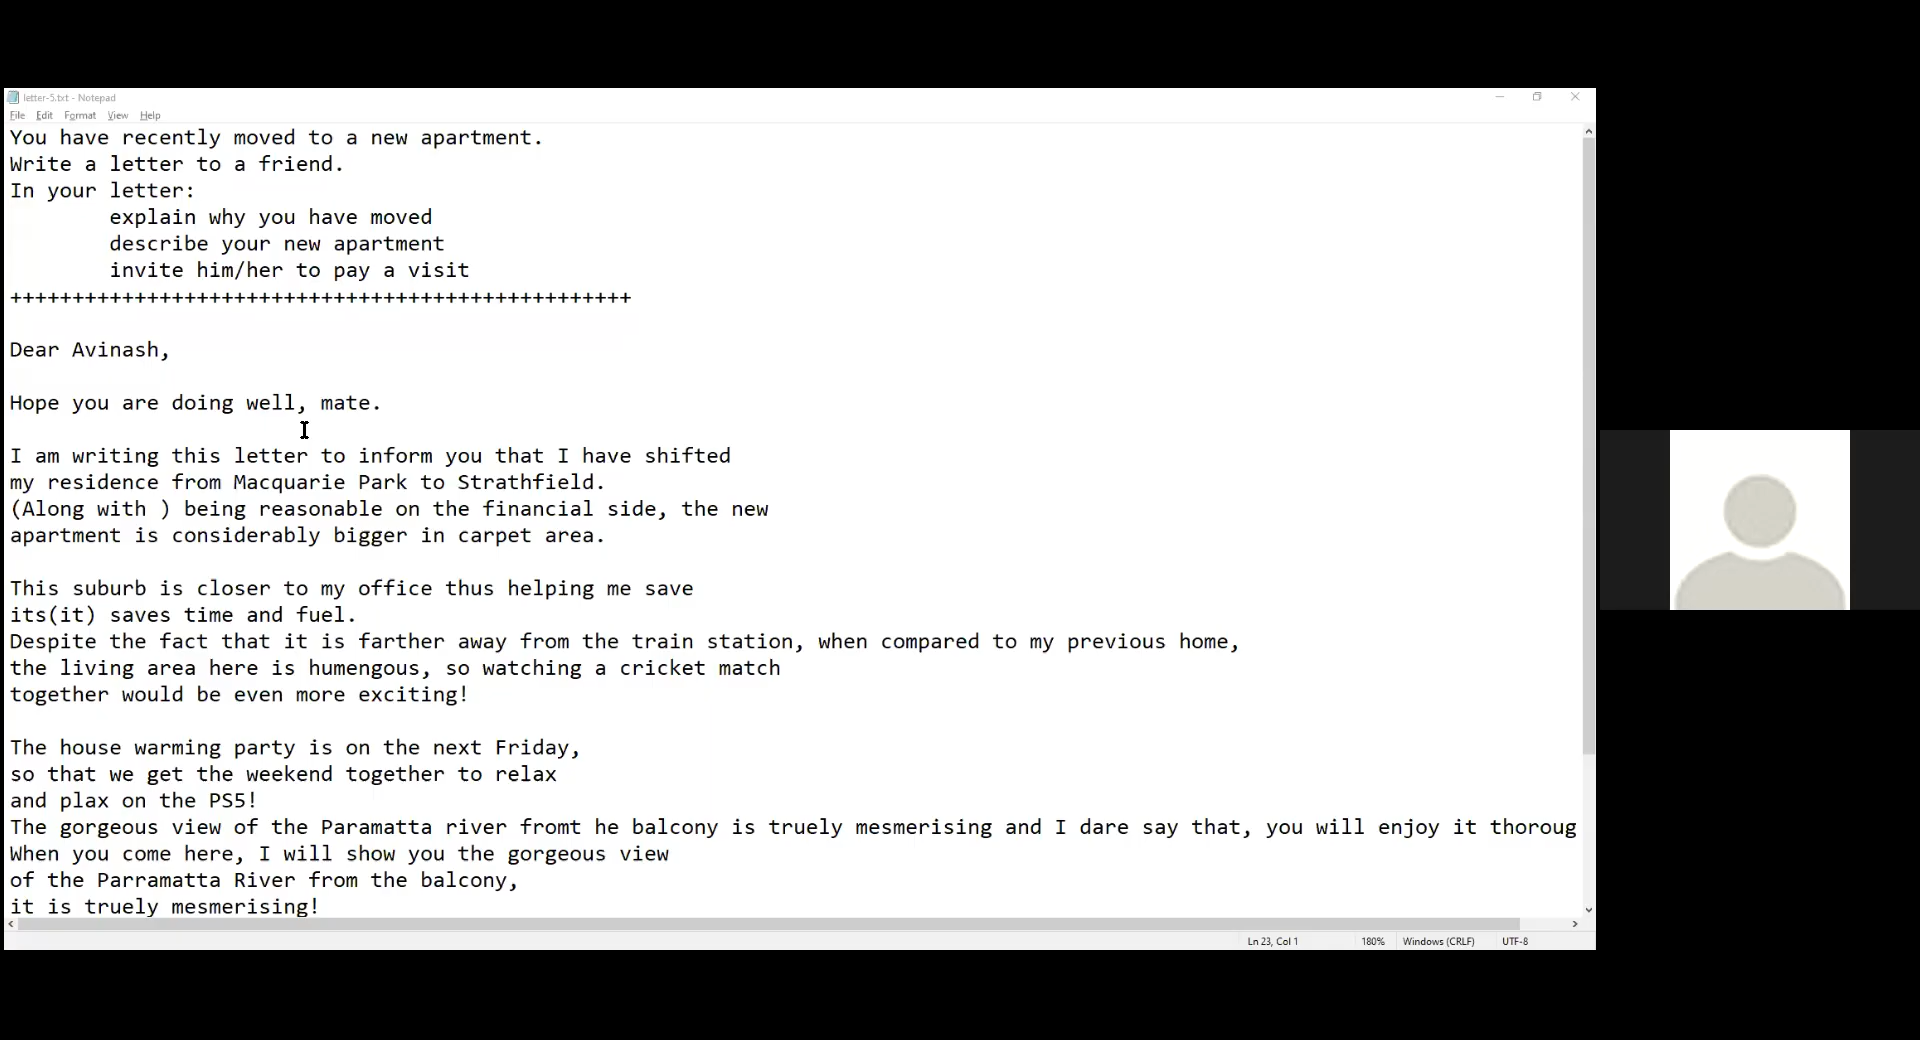 letter-5.txt - Notepad
File Edit Format View Help
You have recently moved to a new apartment.
Write a letter to a friend.
In your letter:
explain why you have moved
describe your new apartment
invite him/her to pay a visit
++++++++++++++++++++++++++++++++++++++++++++++++++
Dear Avinash,
Hope you are doing well, mate.
I am writing this letter to inform you that I have shifted
my residence from Macquarie Park to Strathfield.
(Along with ) being reasonable on the financial side, the new
apartment is considerably bigger in carpet area.
This suburb is closer to my office thus helping me save
its(it) saves time and fuel.
Despite the fact that it is farther away from the train station, when compared to my previous home,
the living area here is humengous, so watching a cricket match
together would be even more exciting!
The house warming party is on the next Friday,
so that we get the weekend together to relax
and plax on the PS5!
The gorgeous view of the Paramatta river fromt he balcony is truely mesmerising and I dare say that, you will enjoy it thoroug
When you come here, I will show you the gorgeous view
of the Parramatta River from the balcony,
it is truely mesmerising!
Ln 23, Col 1 180% Windows (CRLF) UTF-8